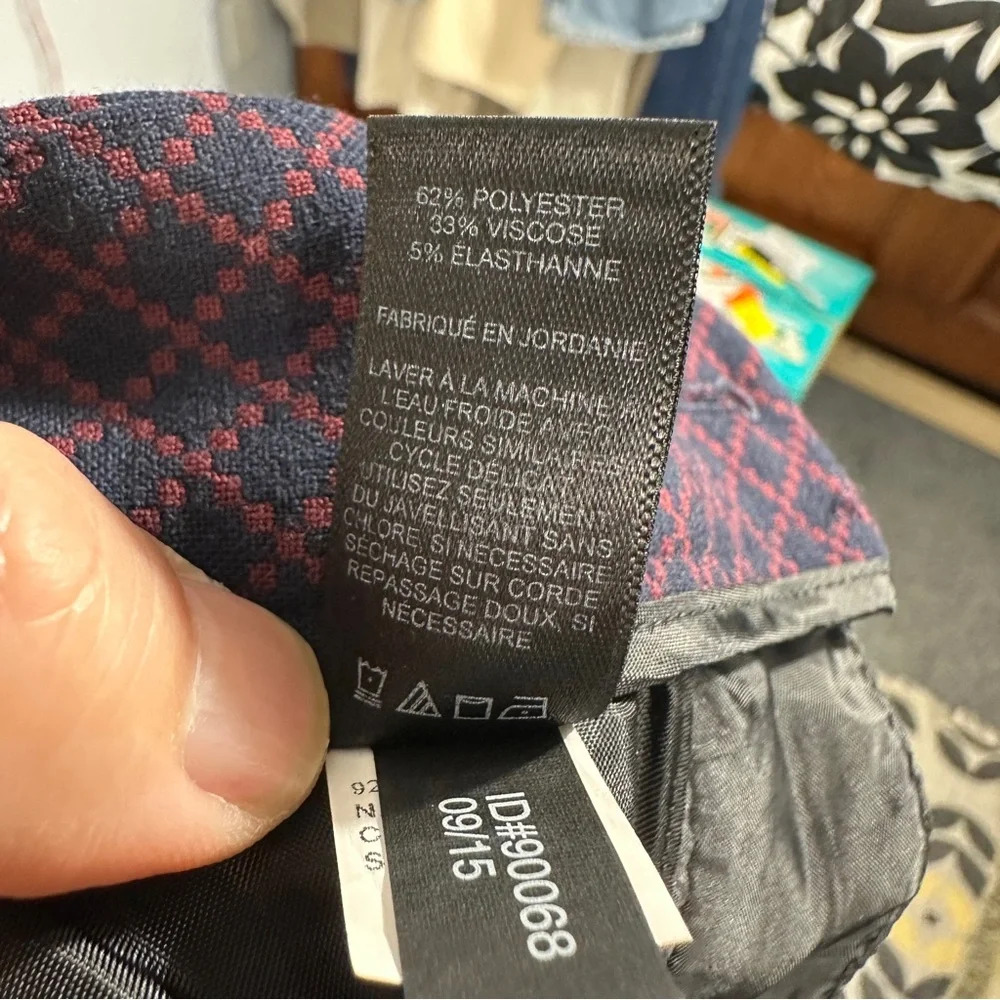 62% POLYESTER
33% VISCOSE
5% ÉLASTHANNE
FABRIQUÉ EN JORDANIE
LAVER À LA MACHINE À
L'EAU FROIDE AVEC
COULEURS SIMILAIRES
CYCLE DÉLICAT
UTILISEZ SEULEMENT
DU JAVELLISANT SANS
CHLORE, SI NÉCESSAIRE
SÉCHAGE SUR CORDE
REPASSAGE DOUX SI
NÉCESSAIRE
ID#90068
09/15
92